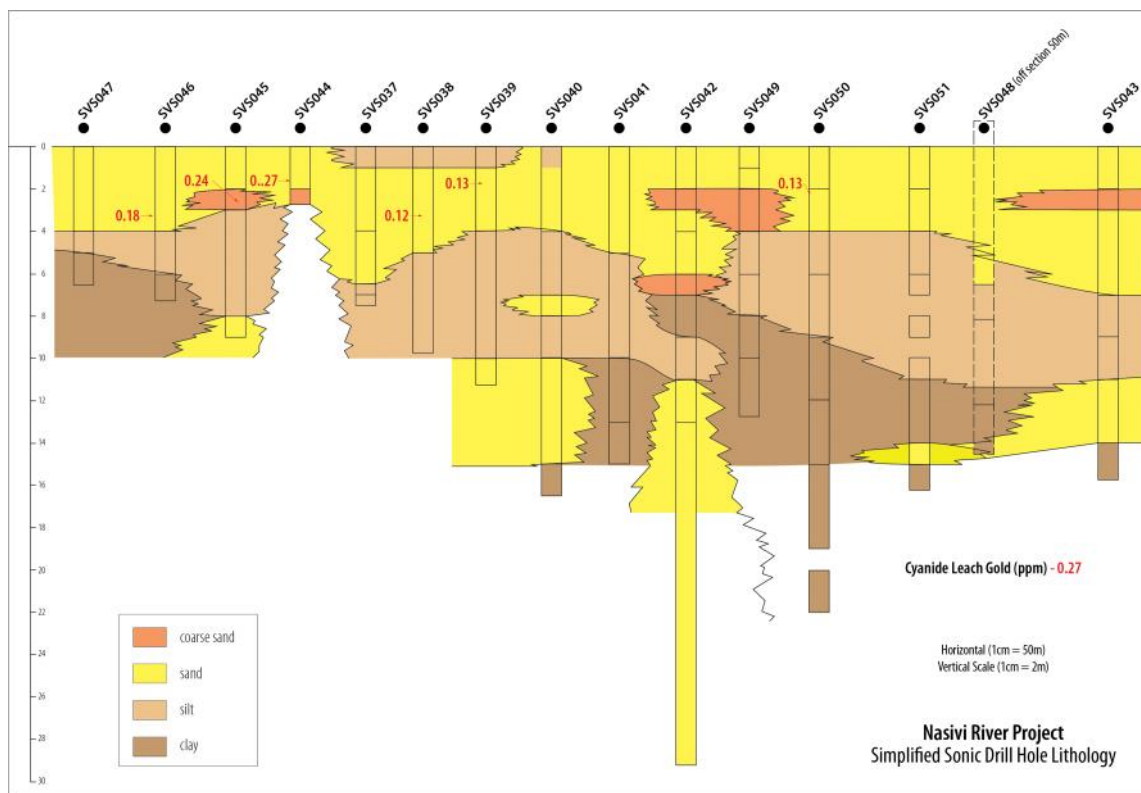 SVS047
SVS046
SVS045
SVS044
SVS037
SVS038
SVS039
SVS040
SVS041
SVS042
SVS049
SVS050
SVS051
SVS048 (off section 50m)
SVS043
0
2
4
6
8
10
12
14
16
18
20
22
24
26
28
30
0.18
0.24
0..27
0.12
0.13
0.13
Cyanide Leach Gold (ppm) - 0.27
Horizontal (1cm = 50m)
Vertical Scale (1cm = 2m)
coarse sand
sand
silt
clay
Nasivi River Project
Simplified Sonic Drill Hole Lithology